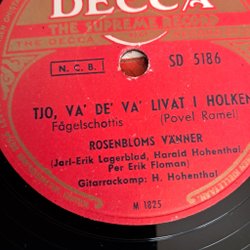 DECCA
THE SUPREME RECORD
N. C. B.
SD 5186
TJO, VA' DE' VA' LIVAT I HOLKEN
Fågelschottis (Povel Ramel)
ROSENBLOMS VÄNNER
(Jarl-Erik Lagerblad, Harald Hohenthal
Per Erik Floman)
Gitarrackomp: H. Hohenthal
M 1825